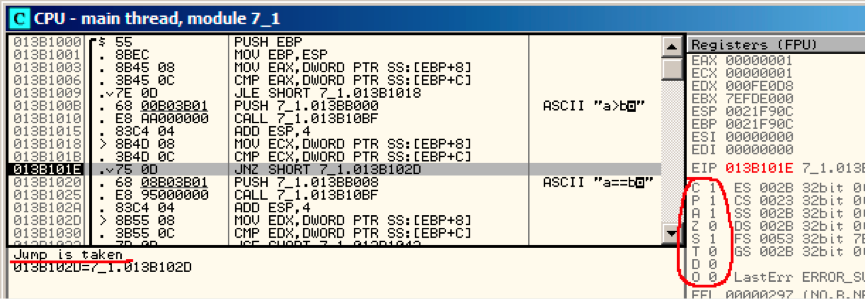 C CPU - main thread, module 7_1
013B1000 $ 55 PUSH EBP
013B1001 . 8BEC MOV EBP,ESP
013B1003 . 8B45 08 MOV EAX,DWORD PTR SS:[EBP+8]
013B1006 . 3B45 0C CMP EAX,DWORD PTR SS:[EBP+C]
013B1009 .v7E 0D JLE SHORT 7_1.013B1018
013B100B . 68 00B03B01 PUSH 7_1.013BB000 ASCII "a>b◙"
013B1010 . E8 AA000000 CALL 7_1.013B10BF
013B1015 . 83C4 04 ADD ESP,4
013B1018 > 8B4D 08 MOV ECX,DWORD PTR SS:[EBP+8]
013B101B . 3B4D 0C CMP ECX,DWORD PTR SS:[EBP+C]
013B101E .v75 0D JNZ SHORT 7_1.013B102D
013B1020 . 68 08B03B01 PUSH 7_1.013BB008 ASCII "a==b◙"
013B1025 . E8 95000000 CALL 7_1.013B10BF
013B102A . 83C4 04 ADD ESP,4
013B102D > 8B55 08 MOV EDX,DWORD PTR SS:[EBP+8]
013B1030 . 3B55 0C CMP EDX,DWORD PTR SS:[EBP+C]
Jump is taken
013B102D=7_1.013B102D
Registers (FPU)
EAX 00000001
ECX 00000001
EDX 000FE0D8
EBX 7EFDE000
ESP 0021F90C
EBP 0021F90C
ESI 00000000
EDI 00000000
EIP 013B101E 7_1.013B
C 1 ES 002B 32bit
P 1 CS 0023 32bit
A 1 SS 002B 32bit
Z 0 DS 002B 32bit
S 1 FS 0053 32bit
T 0 GS 002B 32bit
D 0
O 0 LastErr
EFL 00000297